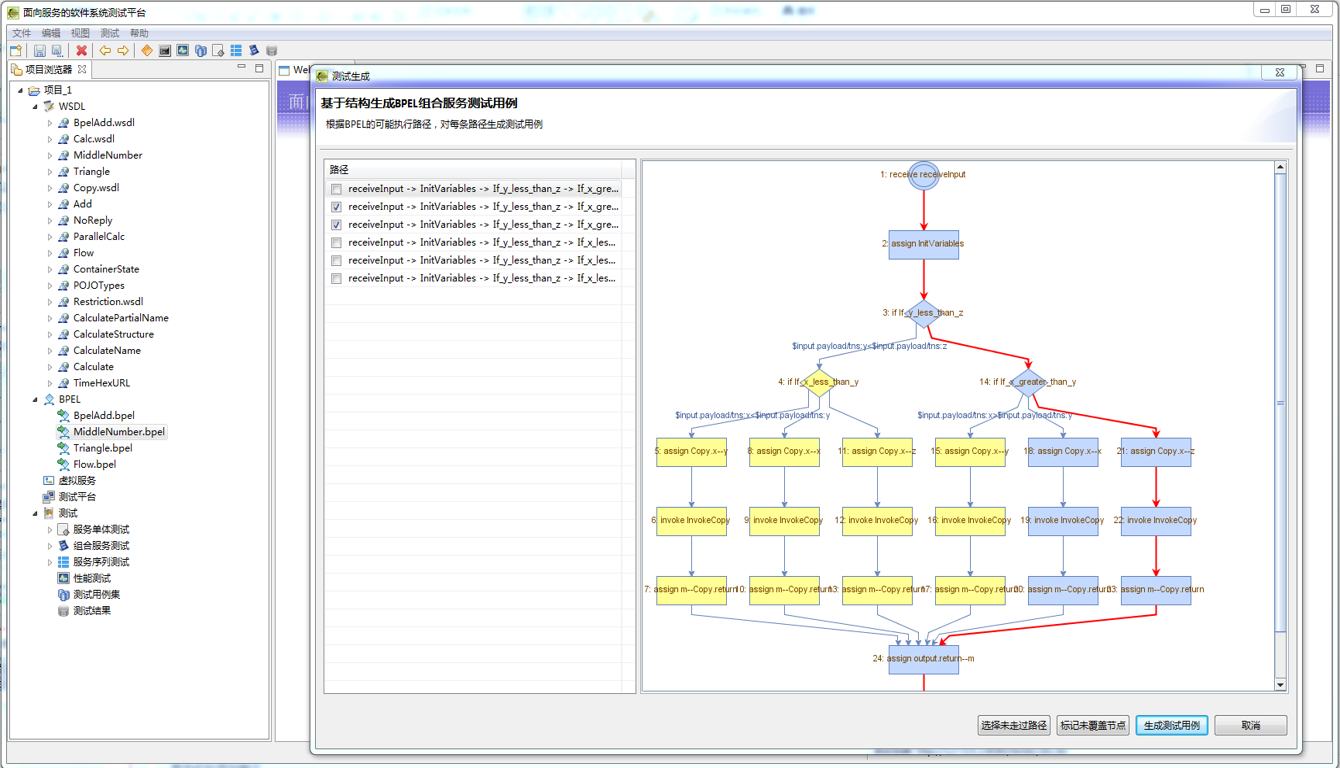 面向服务的软件系统测试平台
文件 编辑 视图 测试 帮助
项目浏览器
项目_1
WSDL
BpelAdd.wsdl
Calc.wsdl
MiddleNumber
Triangle
Copy.wsdl
Add
NoReply
ParallelCalc
Flow
ContainerState
POJOTypes
Restriction.wsdl
CalculatePartialName
CalculateStructure
CalculateName
Calculate
TimeHexURL
BPEL
BpelAdd.bpel
MiddleNumber.bpel
Triangle.bpel
Flow.bpel
虚拟服务
测试平台
测试
服务单体测试
组合服务测试
服务序列测试
性能测试
测试用例集
测试结果
测试生成
基于结构生成BPEL组合服务测试用例
根据BPEL的可能执行路径，对每条路径生成测试用例
路径
receiveInput -> InitVariables -> If_y_less_than_z -> If_x_gre...
receiveInput -> InitVariables -> If_y_less_than_z -> If_x_gre...
receiveInput -> InitVariables -> If_y_less_than_z -> If_x_gre...
receiveInput -> InitVariables -> If_y_less_than_z -> If_x_les...
receiveInput -> InitVariables -> If_y_less_than_z -> If_x_les...
receiveInput -> InitVariables -> If_y_less_than_z -> If_x_les...
1: receive receiveInput
2: assign InitVariables
3: if If_y_less_than_z
$input.payload/tns:y<$input.payload/tns:z
4: if If_x_less_than_y
14: if If_x_greater_than_y
$input.payload/tns:x<$input.payload/tns:y
$input.payload/tns:x>$input.payload/tns:y
5: assign Copy.x--y
8: assign Copy.x--x
11: assign Copy.x--z
15: assign Copy.x--y
18: assign Copy.x--x
21: assign Copy.x--z
6: invoke InvokeCopy
9: invoke InvokeCopy
12: invoke InvokeCopy
16: invoke InvokeCopy
19: invoke InvokeCopy
22: invoke InvokeCopy
7: assign m--Copy.return
10: assign m--Copy.return
13: assign m--Copy.return
17: assign m--Copy.return
20: assign m--Copy.return
23: assign m--Copy.return
24: assign output.return--m
选择未走过路径 标记未覆盖节点 生成测试用例 取消